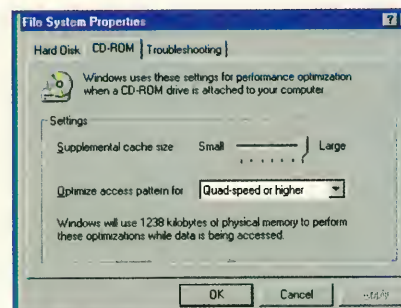 File System Properties
?
Hard Disk CD-ROM Troubleshooting
Windows uses these settings for performance optimization
when a CD-ROM drive is attached to your computer
Settings
Supplemental cache size Small Large
Optimize access pattern for Quad-speed or higher
Windows will use 1238 kilobytes of physical memory to perform
these optimizations while data is being accessed.
OK Cancel